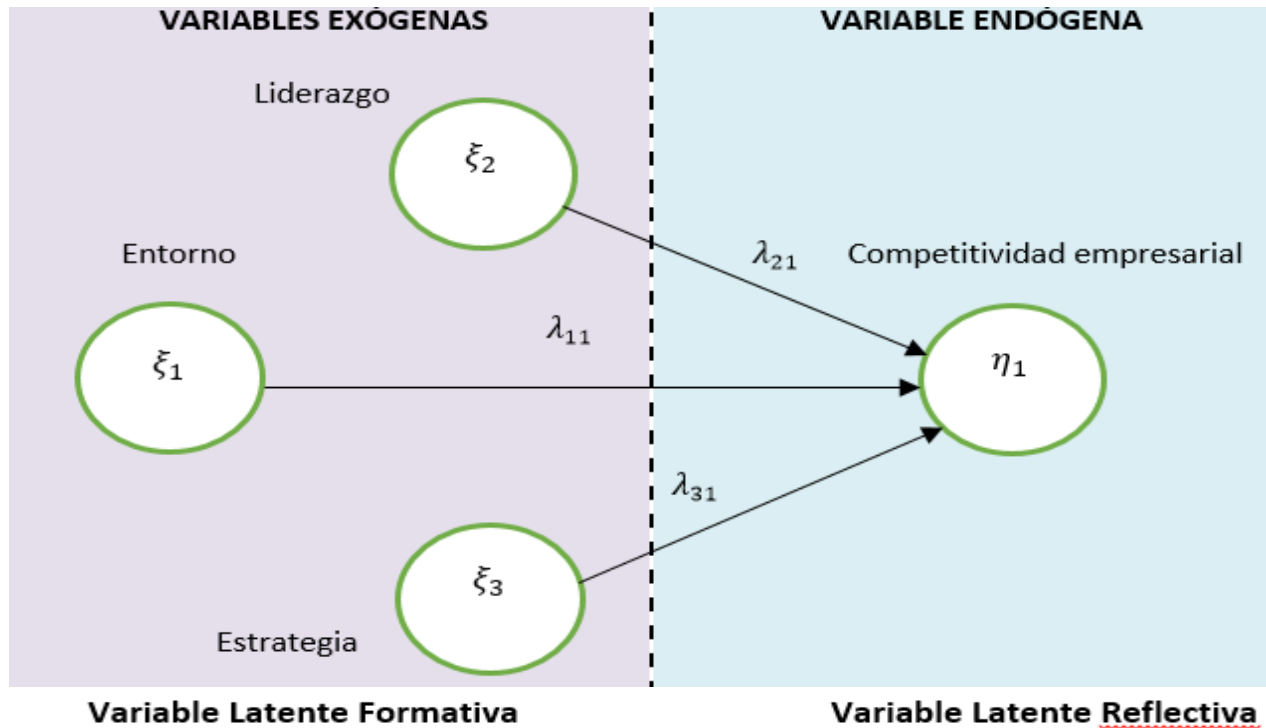 VARIABLES EXÓGENAS
VARIABLE ENDÓGENA
Liderazgo
ξ₂
Entorno
λ₂₁
Competitividad empresarial
λ₁₁
ξ₁
η₁
λ₃₁
ξ₃
Estrategia
Variable Latente Formativa
Variable Latente Reflectiva